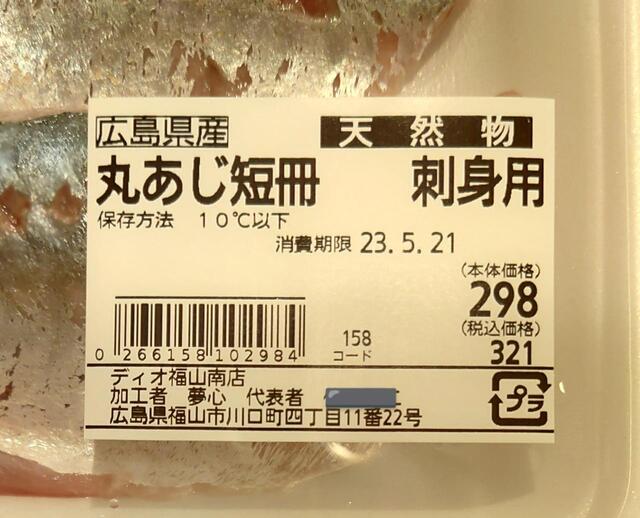 広島県産
天然物
丸あじ短冊 刺身用
保存方法 10℃以下
消費期限 23.5.21
(本体価格)
298
(税込価格)
321
158
コード
0 266158 102984
ディオ福山南店
加工者 夢心 代表者
広島県福山市川口町四丁目11番22号
プラ